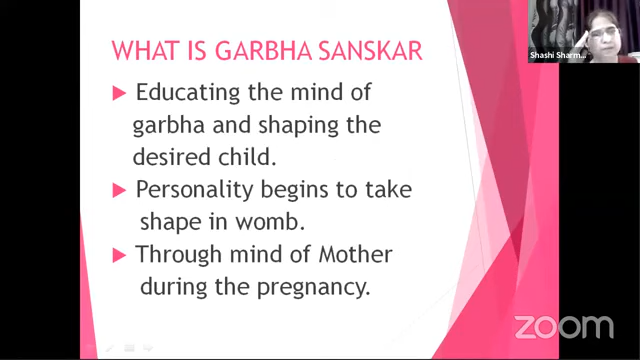 WHAT IS GARBHA SANSKAR
Shashi Sharm...
Educating the mind of
garbha and shaping the
desired child.
Personality begins to take
shape in womb.
Through mind of Mother
during the pregnancy.
zoom